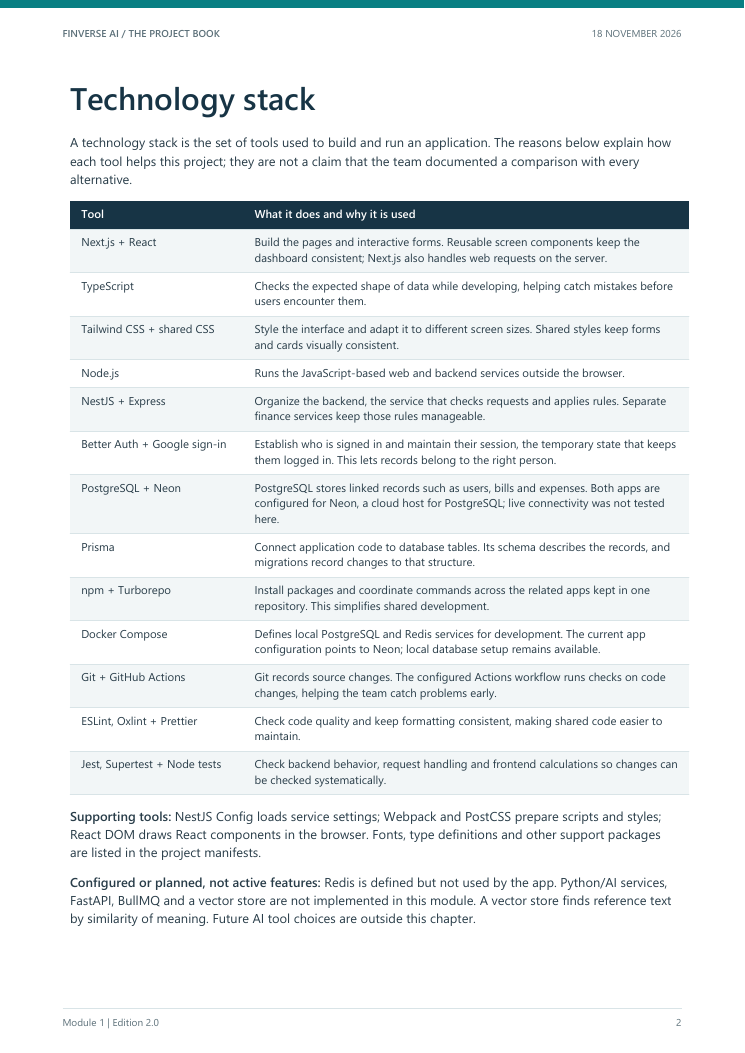 FINVERSE AI / THE PROJECT BOOK
18 NOVEMBER 2026
Technology stack
A technology stack is the set of tools used to build and run an application. The reasons below explain how
each tool helps this project; they are not a claim that the team documented a comparison with every
alternative.
Tool
What it does and why it is used
Next.js + React
Build the pages and interactive forms. Reusable screen components keep the
dashboard consistent; Next.js also handles web requests on the server.
TypeScript
Checks the expected shape of data while developing, helping catch mistakes before
users encounter them.
Tailwind CSS + shared CSS
Style the interface and adapt it to different screen sizes. Shared styles keep forms
and cards visually consistent.
Node.js
Runs the JavaScript-based web and backend services outside the browser.
NestJS + Express
Organize the backend, the service that checks requests and applies rules. Separate
finance services keep those rules manageable.
Better Auth + Google sign-in
Establish who is signed in and maintain their session, the temporary state that keeps
them logged in. This lets records belong to the right person.
PostgreSQL + Neon
PostgreSQL stores linked records such as users, bills and expenses. Both apps are
configured for Neon, a cloud host for PostgreSQL; live connectivity was not tested
here.
Prisma
Connect application code to database tables. Its schema describes the records, and
migrations record changes to that structure.
npm + Turborepo
Install packages and coordinate commands across the related apps kept in one
repository. This simplifies shared development.
Docker Compose
Defines local PostgreSQL and Redis services for development. The current app
configuration points to Neon; local database setup remains available.
Git + GitHub Actions
Git records source changes. The configured Actions workflow runs checks on code
changes, helping the team catch problems early.
ESLint, Oxlint + Prettier
Check code quality and keep formatting consistent, making shared code easier to
maintain.
Jest, Supertest + Node tests
Check backend behavior, request handling and frontend calculations so changes can
be checked systematically.
Supporting tools: NestJS Config loads service settings; Webpack and PostCSS prepare scripts and styles;
React DOM draws React components in the browser. Fonts, type definitions and other support packages
are listed in the project manifests.
Configured or planned, not active features: Redis is defined but not used by the app. Python/AI services,
FastAPI, BullMQ and a vector store are not implemented in this module. A vector store finds reference text
by similarity of meaning. Future AI tool choices are outside this chapter.
Module 1 | Edition 2.0
2